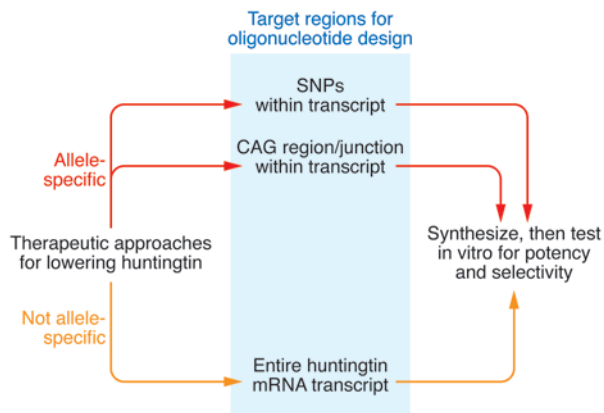 Target regions for
oligonucleotide design
SNPs
within transcript
CAG region/junction
within transcript
Allele-
specific
Therapeutic approaches
for lowering huntingtin
Synthesize, then test
in vitro for potency
and selectivity
Not allele-
specific
Entire huntingtin
mRNA transcript